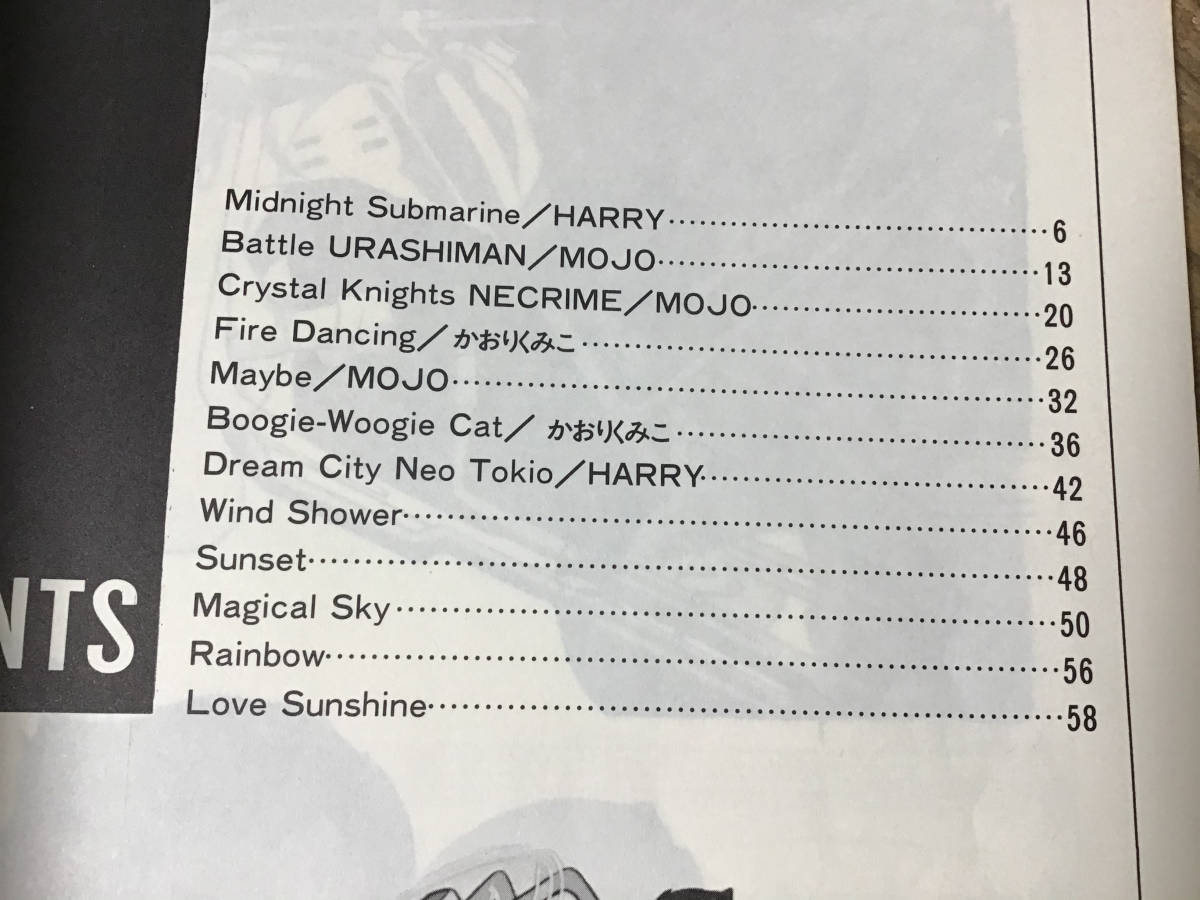 Midnight Submarine／HARRY……………………………6
Battle URASHIMAN／MOJO……………………………13
Crystal Knights NECRIME／MOJO……………………20
Fire Dancing／かおりくみこ……………………………26
Maybe／MOJO……………………………………………32
Boogie-Woogie Cat／ かおりくみこ……………………36
Dream City Neo Tokio／HARRY………………………42
Wind Shower………………………………………………46
Sunset………………………………………………………48
Magical Sky…………………………………………………50
Rainbow……………………………………………………56
Love Sunshine………………………………………………58
NTS